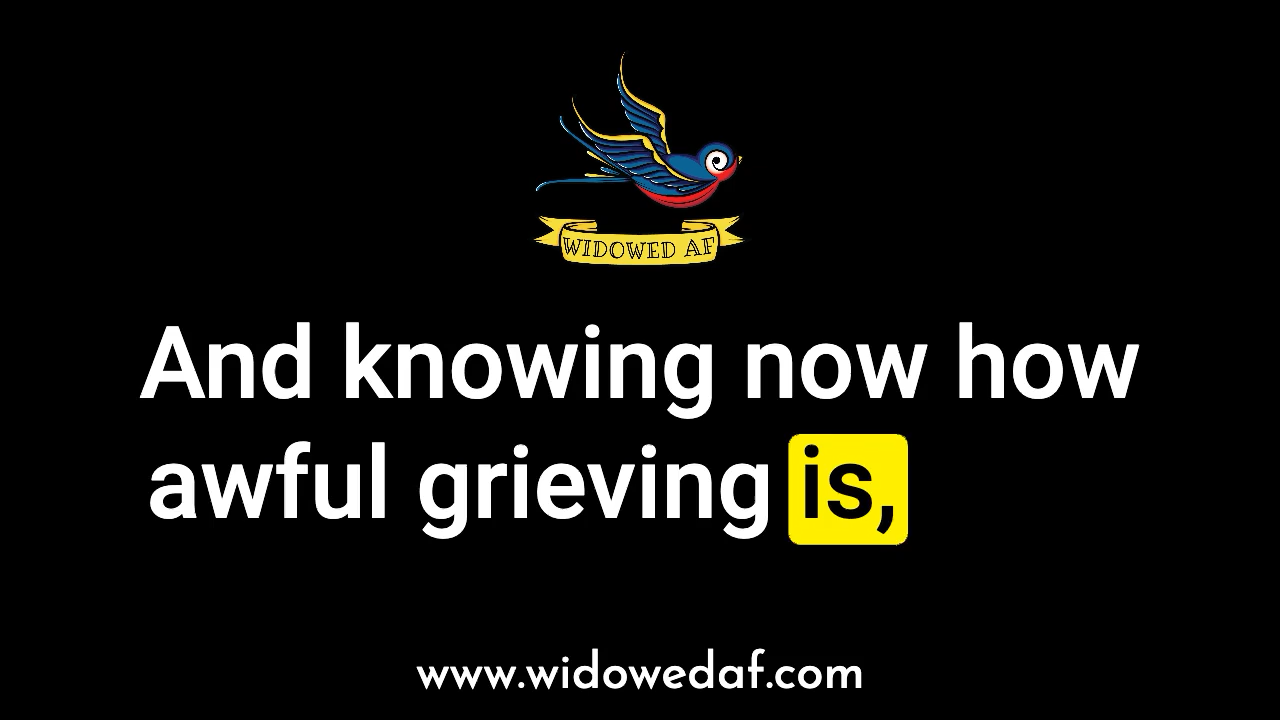 WIDOWED AF
And knowing now how
awful grieving is,
www.widowedaf.com